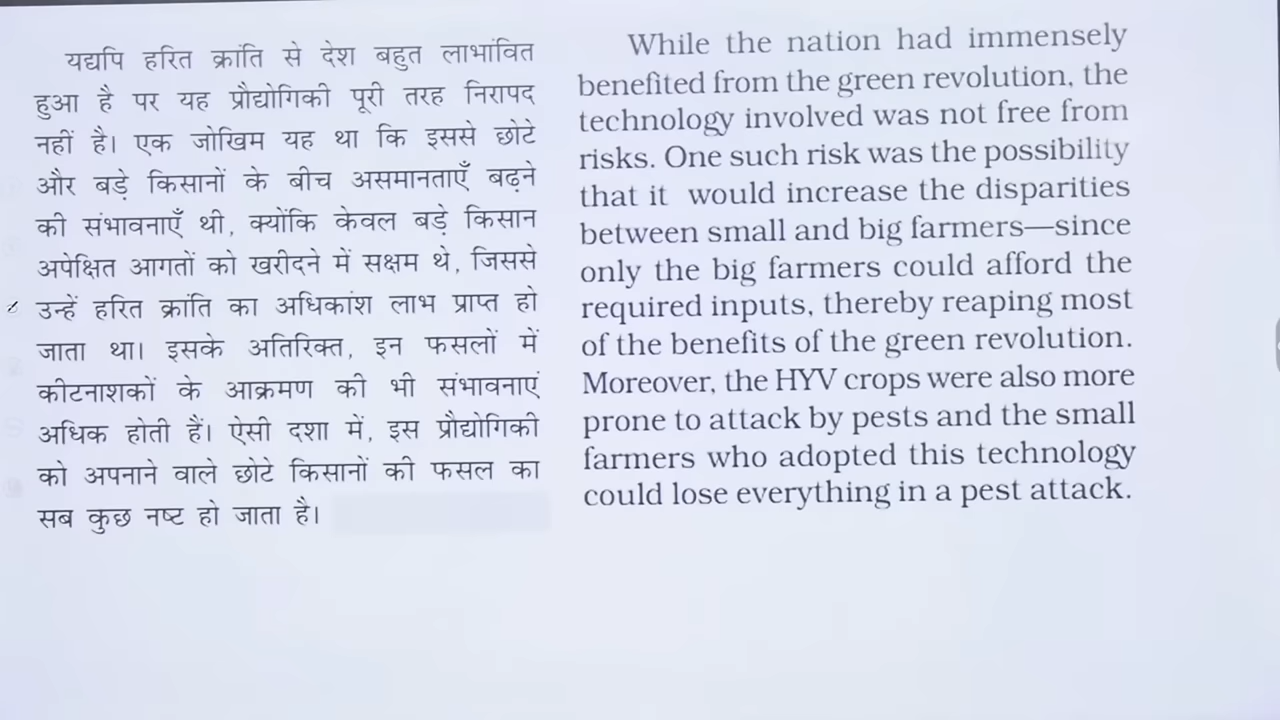 यद्यपि हरित क्रांति से देश बहुत लाभांवित
हुआ है पर यह प्रौद्योगिकी पूरी तरह निरापद
नहीं है। एक जोखिम यह था कि इससे छोटे
और बड़े किसानों के बीच असमानताएँ बढ़ने
की संभावनाएँ थी, क्योंकि केवल बड़े किसान
अपेक्षित आगतों को खरीदने में सक्षम थे, जिससे
उन्हें हरित क्रांति का अधिकांश लाभ प्राप्त हो
जाता था। इसके अतिरिक्त, इन फसलों में
कीटनाशकों के आक्रमण की भी संभावनाएं
अधिक होती हैं। ऐसी दशा में, इस प्रौद्योगिकी
को अपनाने वाले छोटे किसानों की फसल का
सब कुछ नष्ट हो जाता है।
While the nation had immensely
benefited from the green revolution, the
technology involved was not free from
risks. One such risk was the possibility
that it would increase the disparities
between small and big farmers—since
only the big farmers could afford the
required inputs, thereby reaping most
of the benefits of the green revolution.
Moreover, the HYV crops were also more
prone to attack by pests and the small
farmers who adopted this technology
could lose everything in a pest attack.